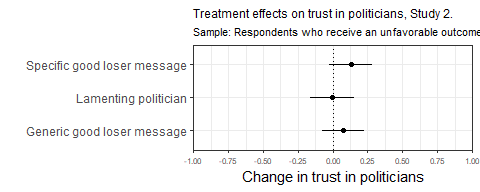 Treatment effects on trust in politicians, Study 2.
Sample: Respondents who receive an unfavorable outcome
Specific good loser message
Lamenting politician
Generic good loser message
-1.00 -0.75 -0.50 -0.25 0.00 0.25 0.50 0.75 1.00
Change in trust in politicians